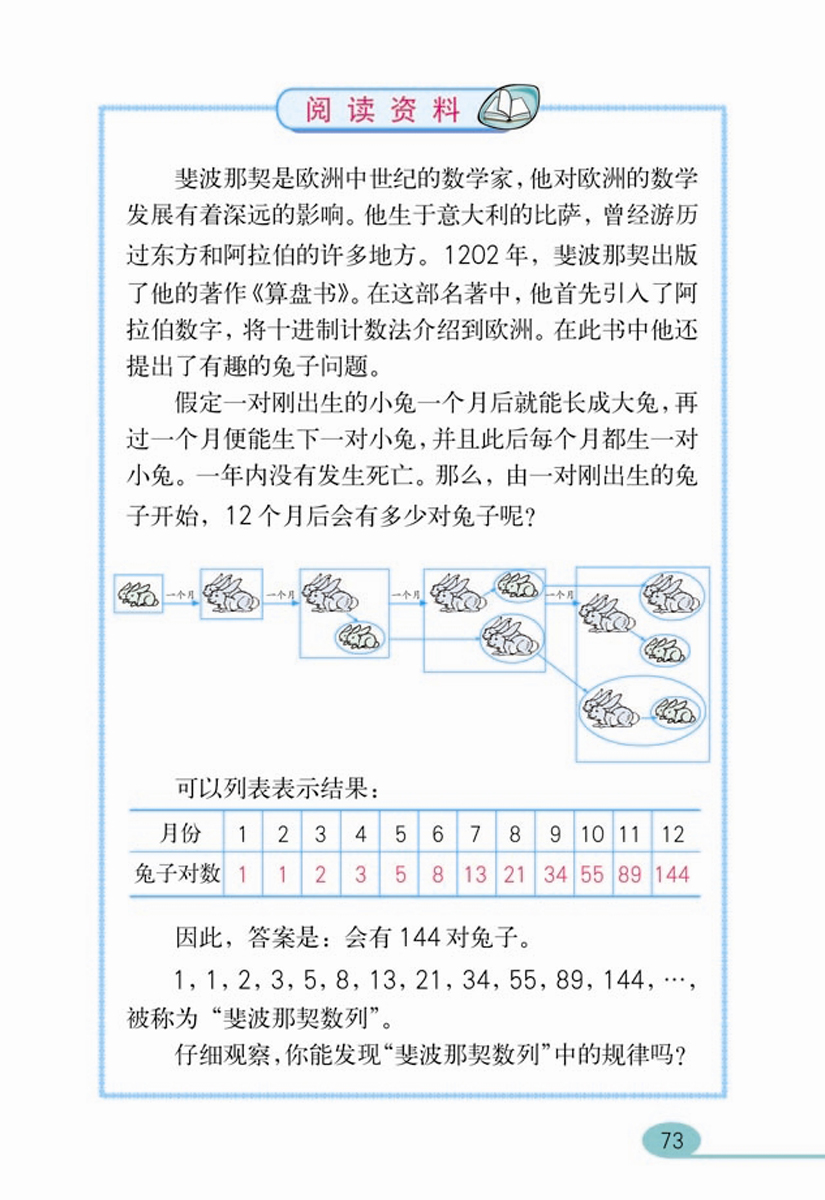 阅读资料
斐波那契是欧洲中世纪的数学家，他对欧洲的数学
发展有着深远的影响。他生于意大利的比萨，曾经游历
过东方和阿拉伯的许多地方。1202年，斐波那契出版
了他的著作《算盘书》。在这部名著中，他首先引入了阿
拉伯数字，将十进制计数法介绍到欧洲。在此书中他还
提出了有趣的兔子问题。
假定一对刚出生的小兔一个月后就能长成大兔，再
过一个月便能生下一对小兔，并且此后每个月都生一对
小兔。一年内没有发生死亡。那么，由一对刚出生的兔
子开始，12个月后会有多少对兔子呢？
一个月 一个月 一个月 一个月
可以列表表示结果：
月份 1 2 3 4 5 6 7 8 9 10 11 12
兔子对数 1 1 2 3 5 8 13 21 34 55 89 144
因此，答案是：会有144对兔子。
1，1，2，3，5，8，13，21，34，55，89，144，…，
被称为“斐波那契数列”。
仔细观察，你能发现“斐波那契数列”中的规律吗？
73